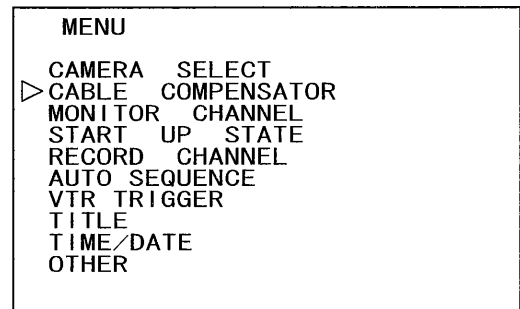 MENU
CAMERA SELECT
CABLE COMPENSATOR
MONITOR CHANNEL
START UP STATE
RECORD CHANNEL
AUTO SEQUENCE
VTR TRIGGER
TITLE
TIME/DATE
OTHER